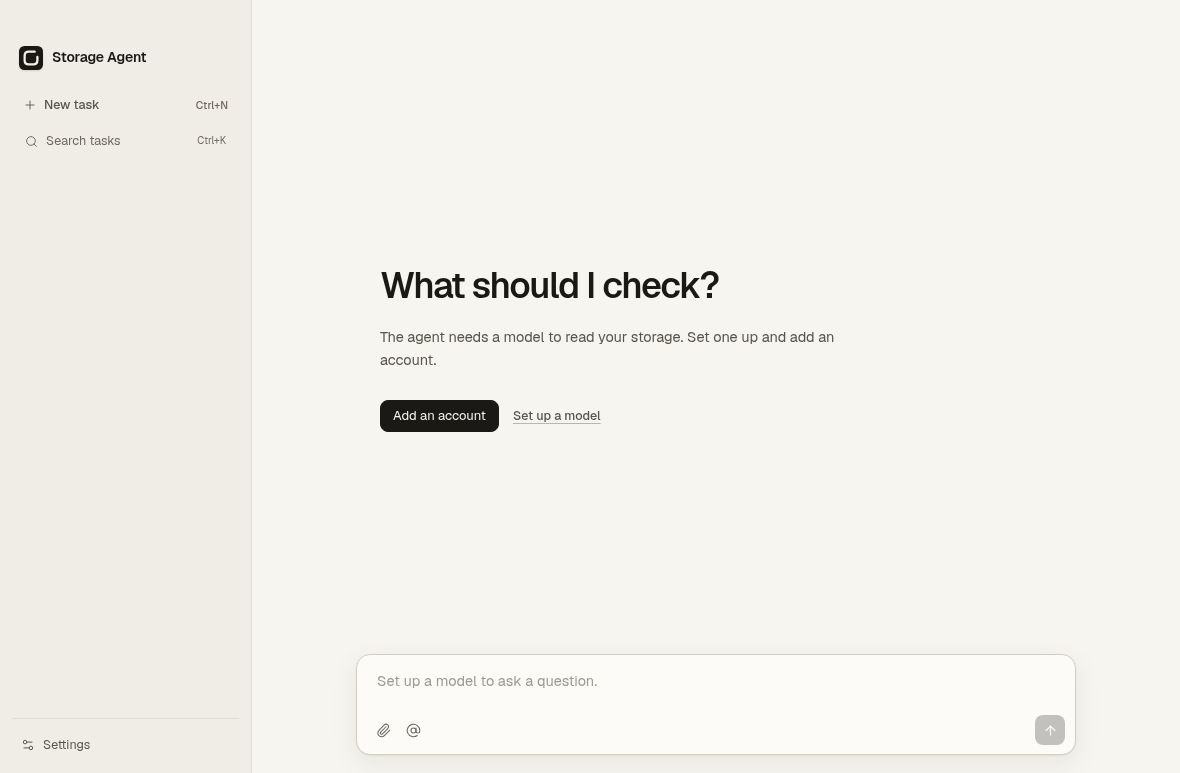 Storage Agent
New task Ctrl+N
Search tasks Ctrl+K
What should I check?
The agent needs a model to read your storage. Set one up and add an
account.
Add an account Set up a model
Set up a model to ask a question.
Settings